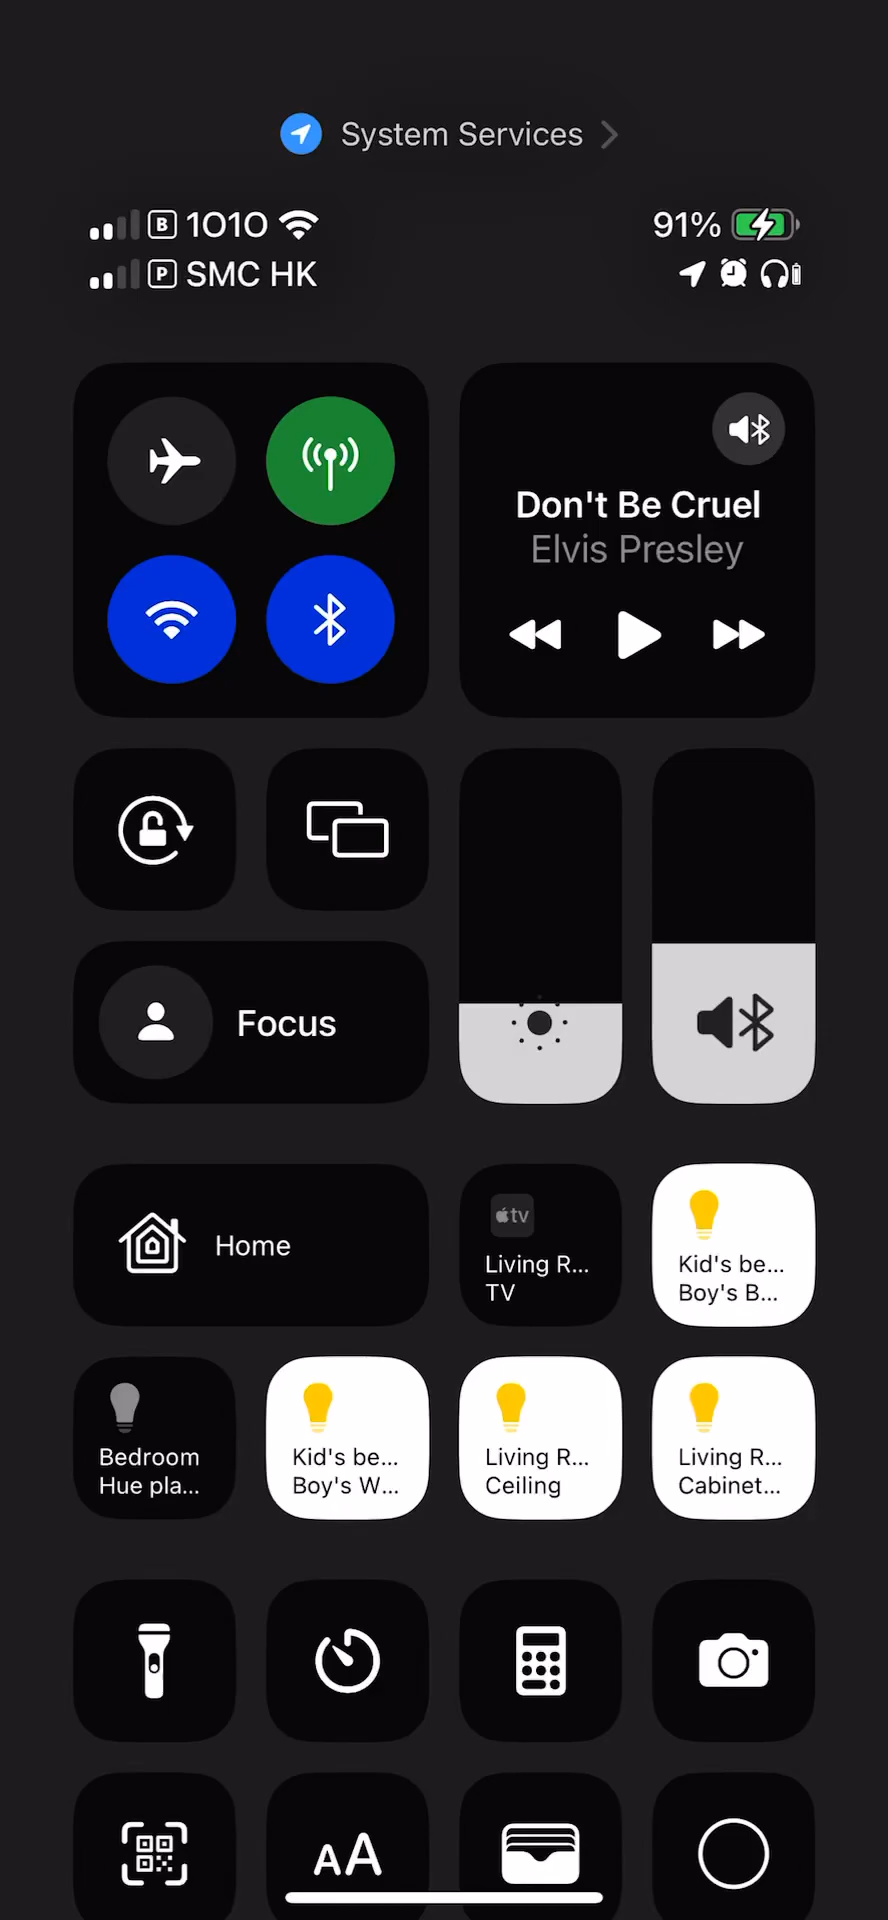 System Services
B 1O1O 91%
P SMC HK
Don't Be Cruel
Elvis Presley
Focus
Home
tv
Living R...
TV
Kid's be...
Boy's B...
Bedroom
Hue pla...
Kid's be...
Boy's W...
Living R...
Ceiling
Living R...
Cabinet...
AA